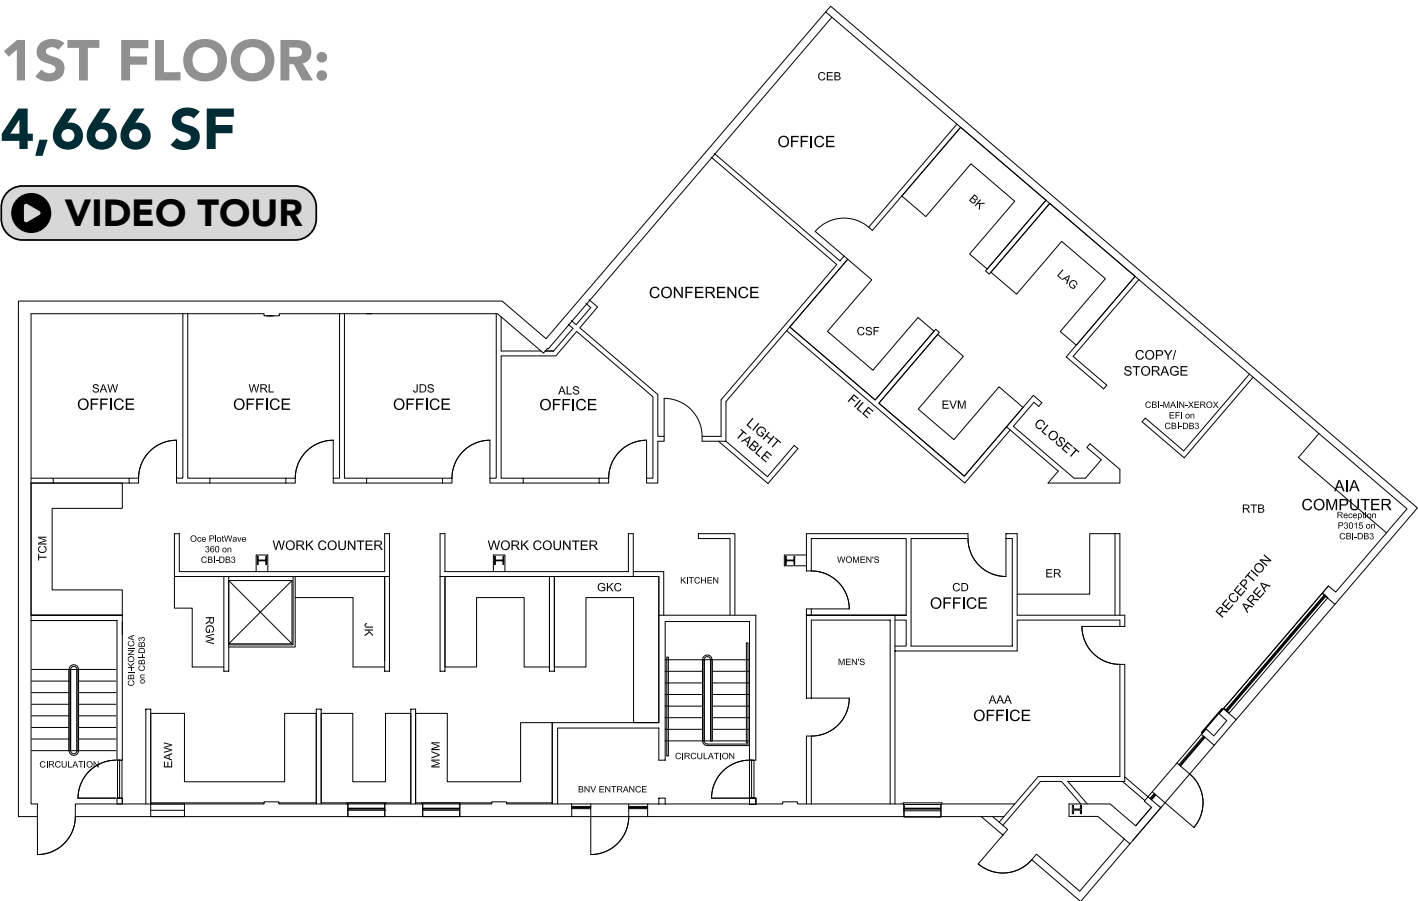 1ST FLOOR:
4,666 SF
VIDEO TOUR
CEB
OFFICE
BK
LAG
CONFERENCE
CSF
COPY/
STORAGE
EVM
FILE
CBI-MAIN-XEROX
EFI on
CBI-DB3
SAW
OFFICE
WRL
OFFICE
JDS
OFFICE
ALS
OFFICE
LIGHT
TABLE
CLOSET
AIA
COMPUTER
Reception
P3015 on
CBI-DB3
RTB
TCM
Oce PlotWave
360 on
CBI-DB3
WORK COUNTER
WORK COUNTER
KITCHEN
WOMEN'S
CD
OFFICE
ER
RECEPTION
AREA
GKC
RGW
JK
CBI-KONICA
on CBI-DB3
MEN'S
AAA
OFFICE
EAW
MVM
CIRCULATION
CIRCULATION
BNV ENTRANCE